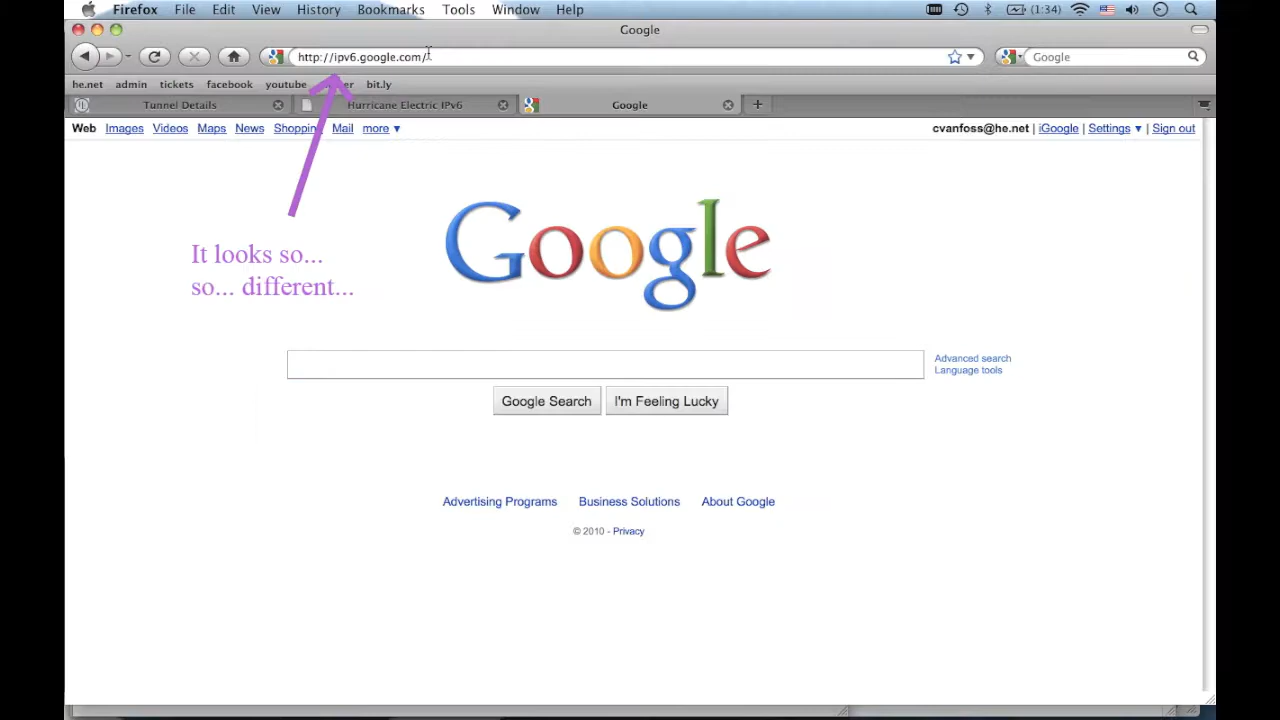 Firefox File Edit View History Bookmarks Tools Window Help (1:34)
Google
http://ipv6.google.com/ Google
he.net admin tickets facebook youtube bit.ly
Tunnel Details Hurricane Electric IPv6 Google
Web Images Videos Maps News Shopping Mail more ▼ cvanfoss@he.net | iGoogle | Settings ▼ | Sign out
Google
It looks so...
so... different...
Advanced search
Language tools
Google Search I'm Feeling Lucky
Advertising Programs Business Solutions About Google
© 2010 - Privacy